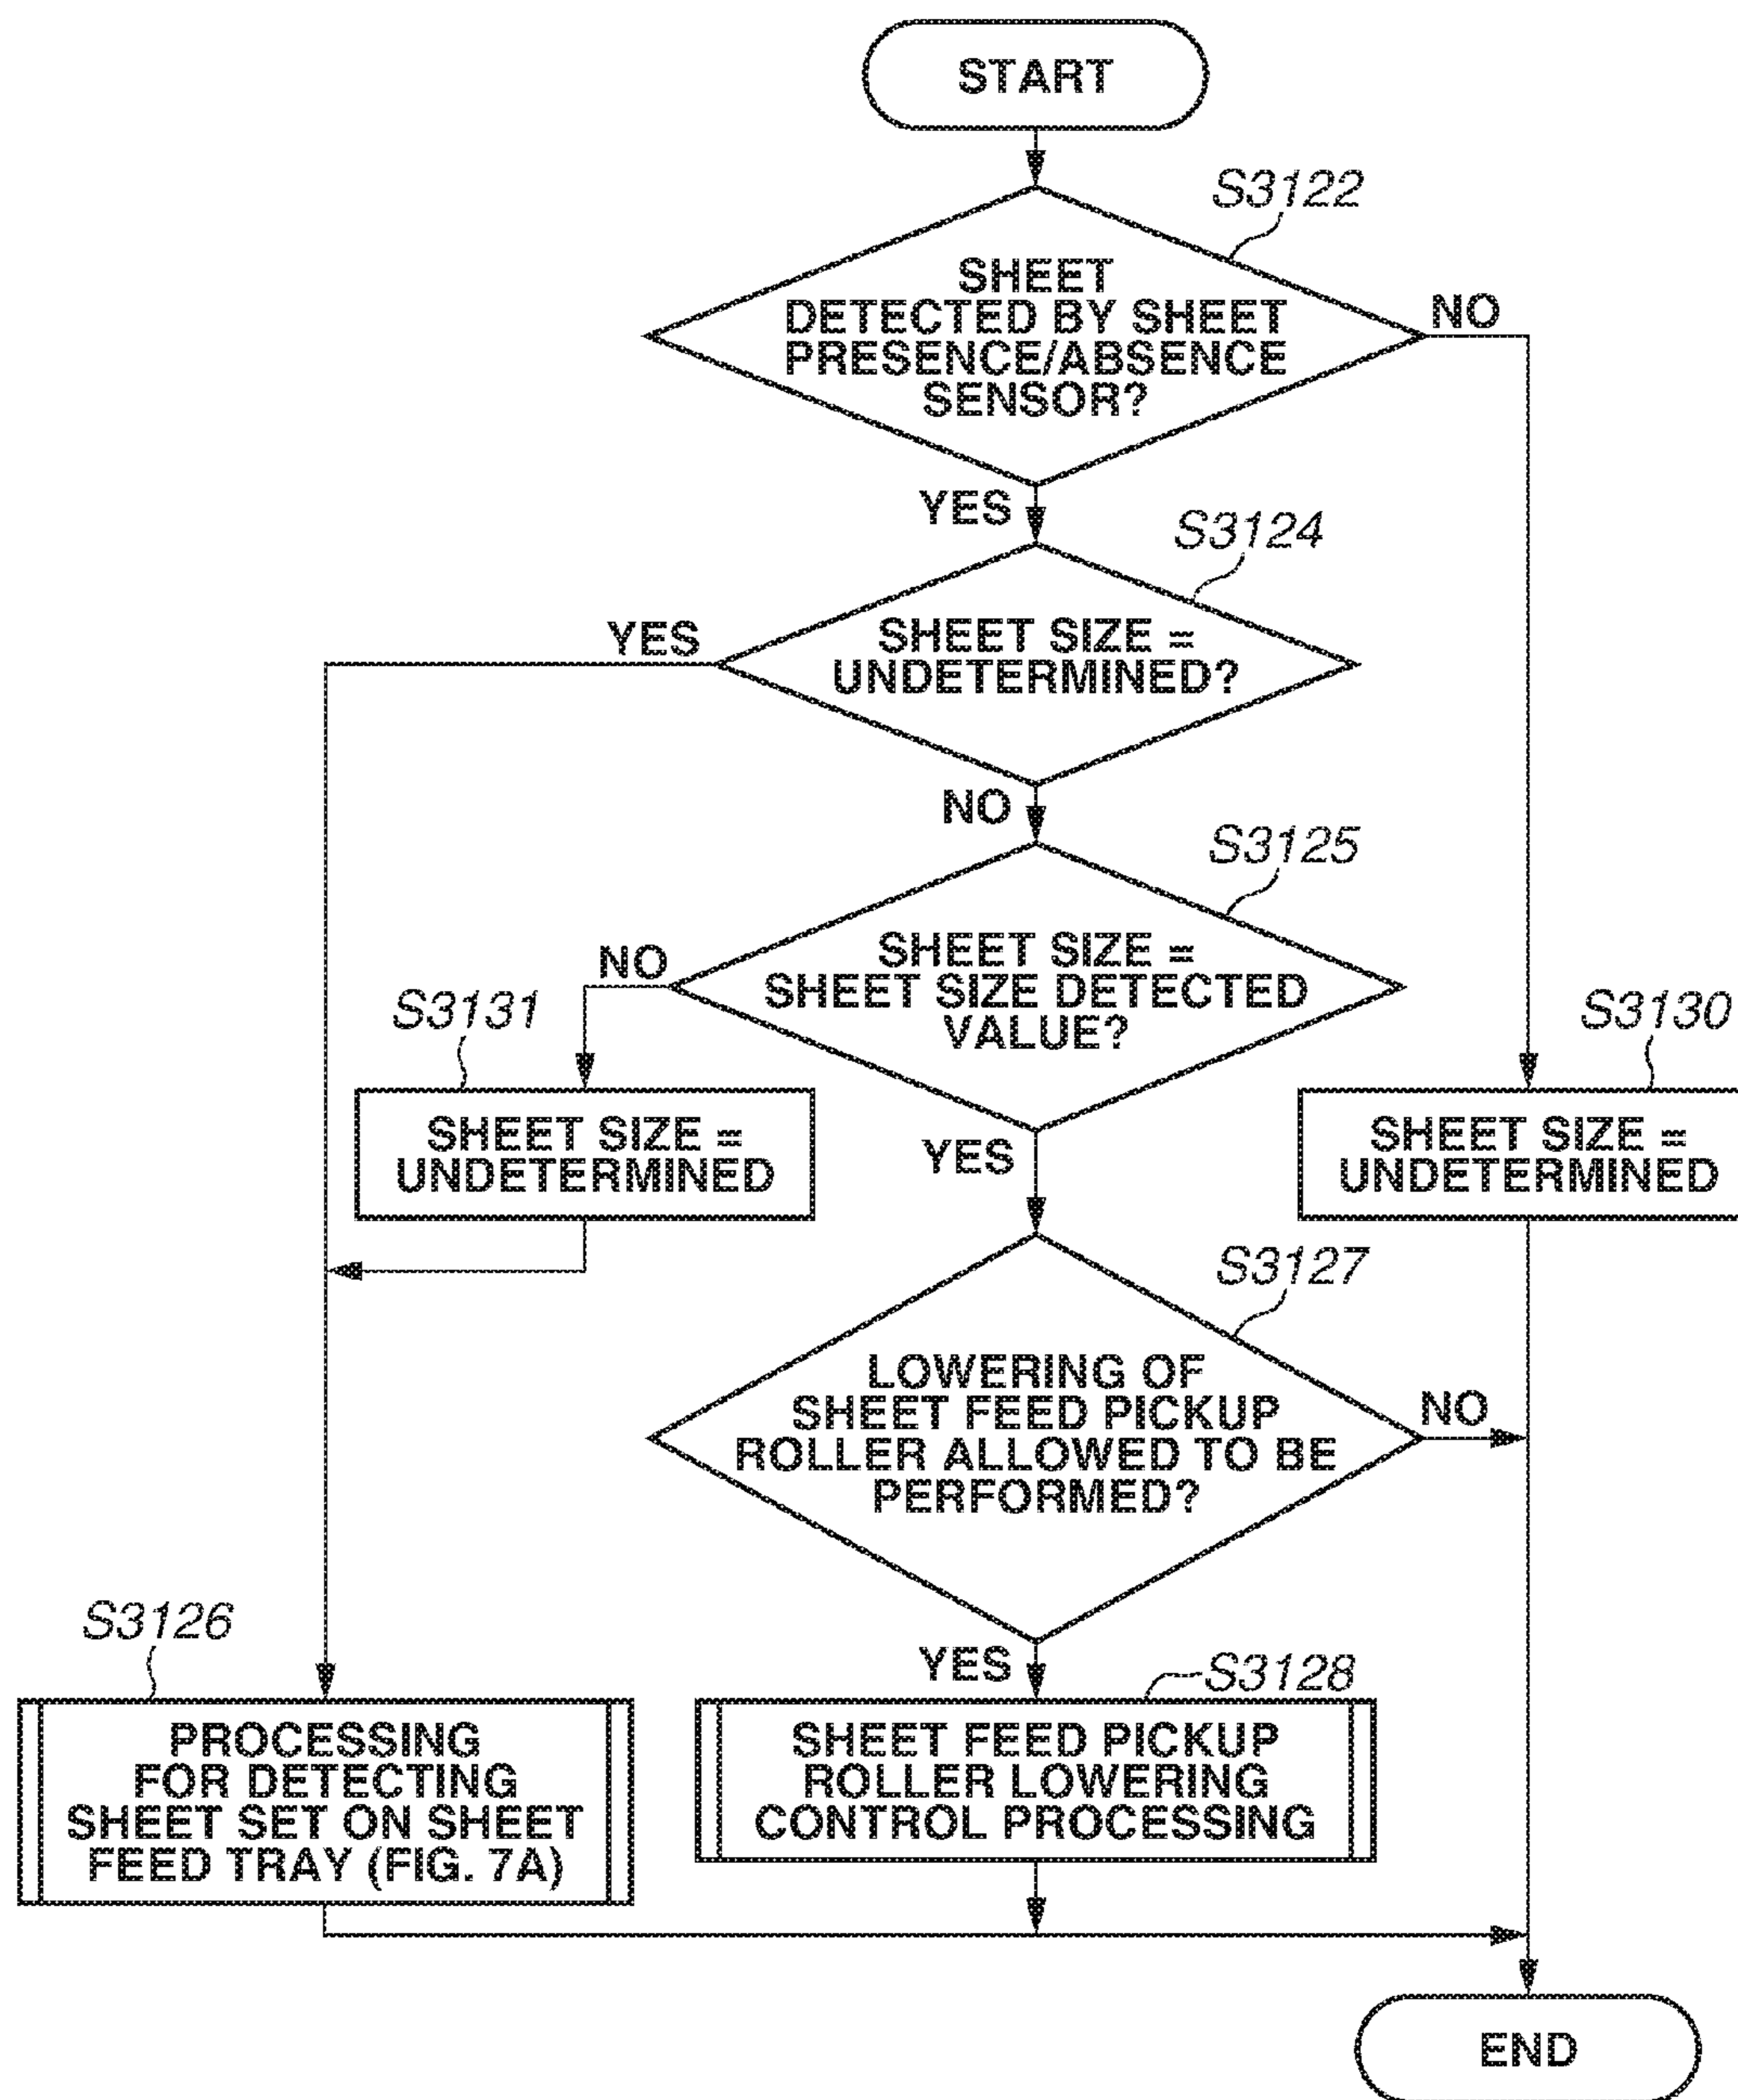 START
S3122
SHEET
DETECTED BY SHEET
PRESENCE/ABSENCE
SENSOR?
NO
YES
S3124
YES
SHEET SIZE =
UNDETERMINED?
NO
S3125
NO
SHEET SIZE =
SHEET SIZE DETECTED
VALUE?
S3131
S3130
SHEET SIZE =
UNDETERMINED
YES
SHEET SIZE =
UNDETERMINED
S3127
LOWERING OF
SHEET FEED PICKUP
ROLLER ALLOWED TO BE
PERFORMED?
NO
S3126
YES
S3128
PROCESSING
FOR DETECTING
SHEET SET ON SHEET
FEED TRAY (FIG. 7A)
SHEET FEED PICKUP
ROLLER LOWERING
CONTROL PROCESSING
END